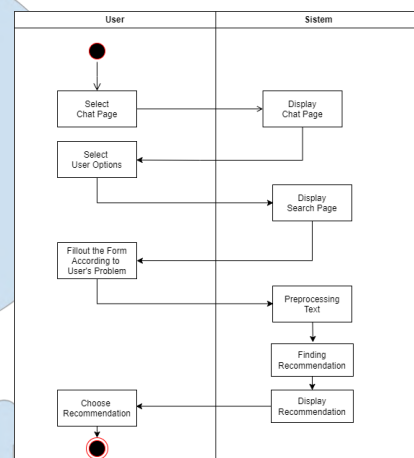 User
Sistem
Select
Chat Page
Display
Chat Page
Select
User Options
Display
Search Page
Fillout the Form
According to
User's Problem
Preprocessing
Text
Finding
Recommendation
Choose
Recommendation
Display
Recommendation